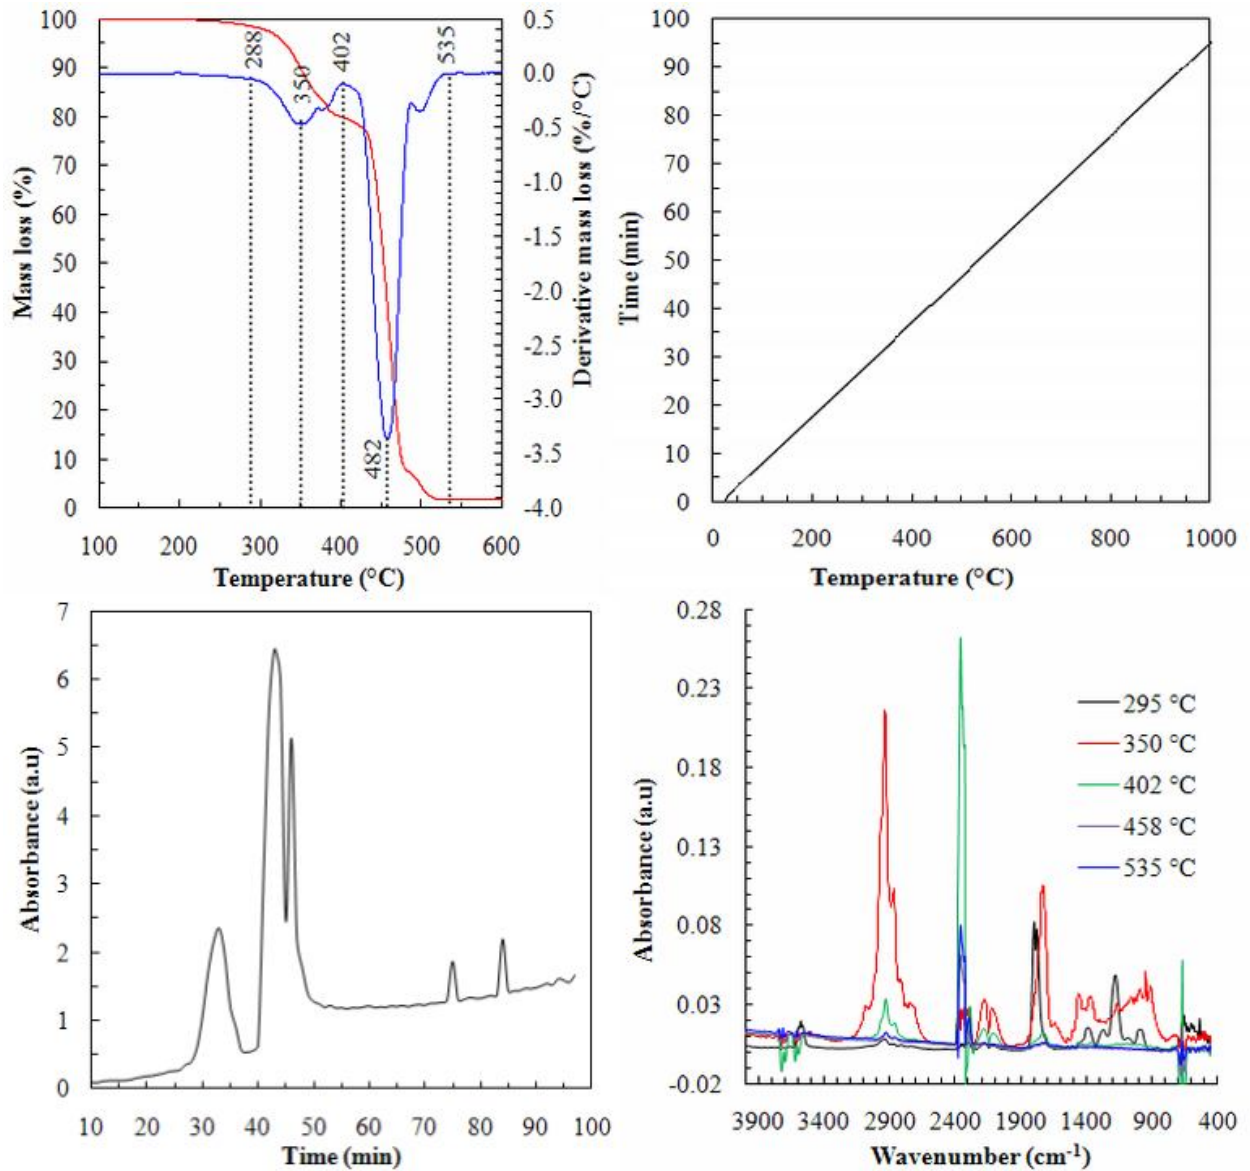 100
90
80
70
60
50
40
30
20
10
0
Mass loss (%)
0.5
0.0
-0.5
-1.0
-1.5
-2.0
-2.5
-3.0
-3.5
-4.0
Derivative mass loss (%/°C)
288
350
402
482
535
100 200 300 400 500 600
Temperature (°C)
100
90
80
70
60
50
40
30
20
10
0
Time (min)
0 200 400 600 800 1000
Temperature (°C)
7
6
5
4
3
2
1
0
Absorbance (a.u)
10 20 30 40 50 60 70 80 90 100
Time (min)
0.28
0.23
0.18
0.13
0.08
0.03
-0.02
Absorbance (a.u)
295 °C
350 °C
402 °C
458 °C
535 °C
3900 2900 2400 1900 1400 900 400
Wavenumber (cm-1)